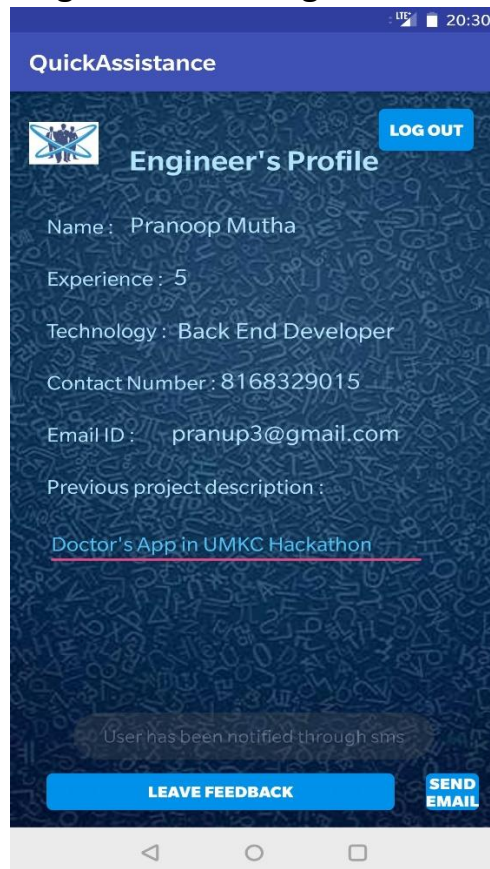 LTE 20:30
QuickAssistance
LOG OUT
Engineer's Profile
Name : Pranoop Mutha
Experience : 5
Technology : Back End Developer
Contact Number : 8168329015
Email ID : pranup3@gmail.com
Previous project description :
Doctor's App in UMKC Hackathon
User has been notified through sms
LEAVE FEEDBACK
SEND
EMAIL